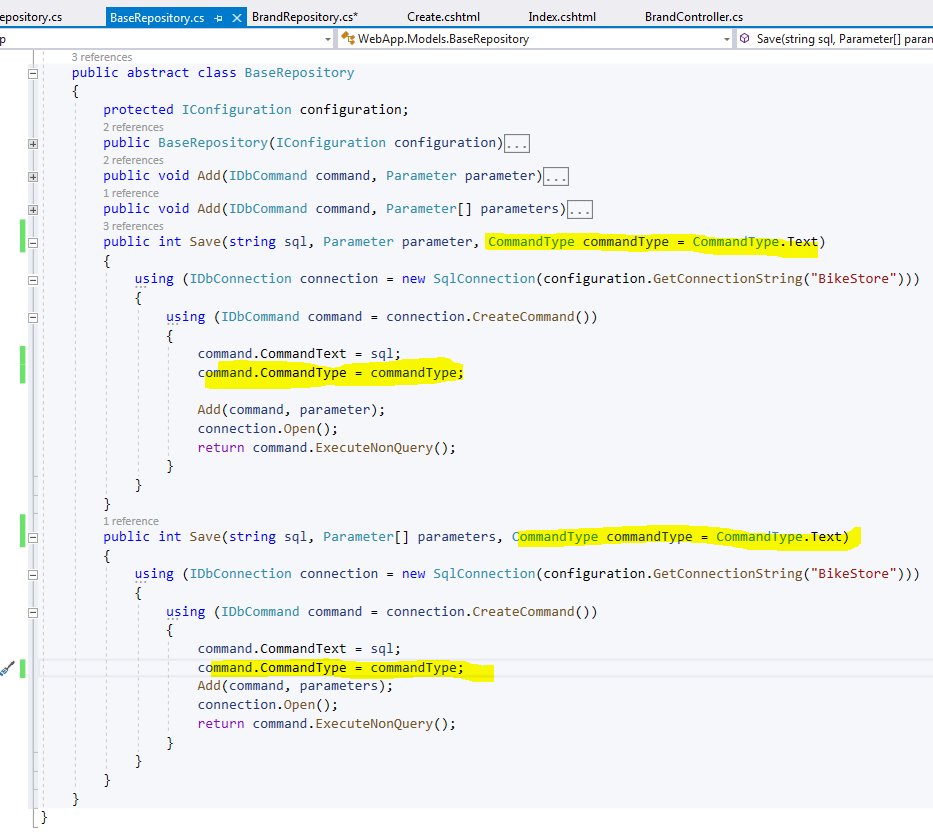 epository.cs BaseRepository.cs BrandRepository.cs* Create.cshtml Index.cshtml BrandController.cs
p WebApp.Models.BaseRepository Save(string sql, Parameter[] param
3 references
public abstract class BaseRepository
{
protected IConfiguration configuration;
2 references
public BaseRepository(IConfiguration configuration)...
2 references
public void Add(IDbCommand command, Parameter parameter)...
1 reference
public void Add(IDbCommand command, Parameter[] parameters)...
3 references
public int Save(string sql, Parameter parameter, CommandType commandType = CommandType.Text)
{
using (IDbConnection connection = new SqlConnection(configuration.GetConnectionString("BikeStore")))
{
using (IDbCommand command = connection.CreateCommand())
{
command.CommandText = sql;
command.CommandType = commandType;
Add(command, parameter);
connection.Open();
return command.ExecuteNonQuery();
}
}
}
1 reference
public int Save(string sql, Parameter[] parameters, CommandType commandType = CommandType.Text)
{
using (IDbConnection connection = new SqlConnection(configuration.GetConnectionString("BikeStore")))
{
using (IDbCommand command = connection.CreateCommand())
{
command.CommandText = sql;
command.CommandType = commandType;
Add(command, parameters);
connection.Open();
return command.ExecuteNonQuery();
}
}
}
}
}